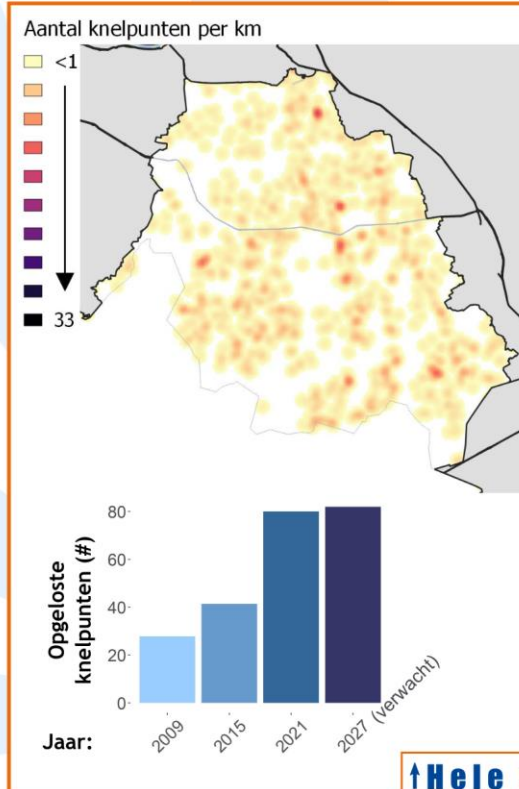 Aantal knelpunten per km
<1
33
80
60
40
20
0
Opgeloste
knelpunten (#)
Jaar:
2009
2015
2021
2027 (verwacht)
Hele